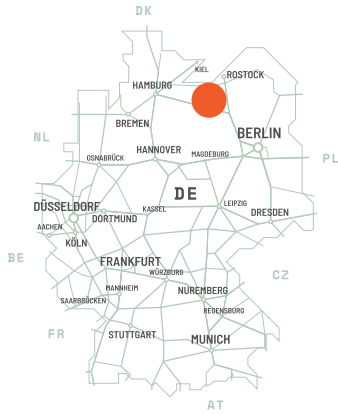 DK
KIEL
ROSTOCK
HAMBURG
BREMEN
BERLIN
NL
HANNOVER
MAGDEBURG
OSNABRÜCK
PL
DE
DÜSSELDORF
KASSEL
LEIPZIG
DORTMUND
DRESDEN
AACHEN
KÖLN
BE
FRANKFURT
WÜRZBURG
CZ
MANNHEIM
NUREMBERG
SAARBRÜCKEN
REGENSBURG
FR
STUTTGART
MUNICH
AT